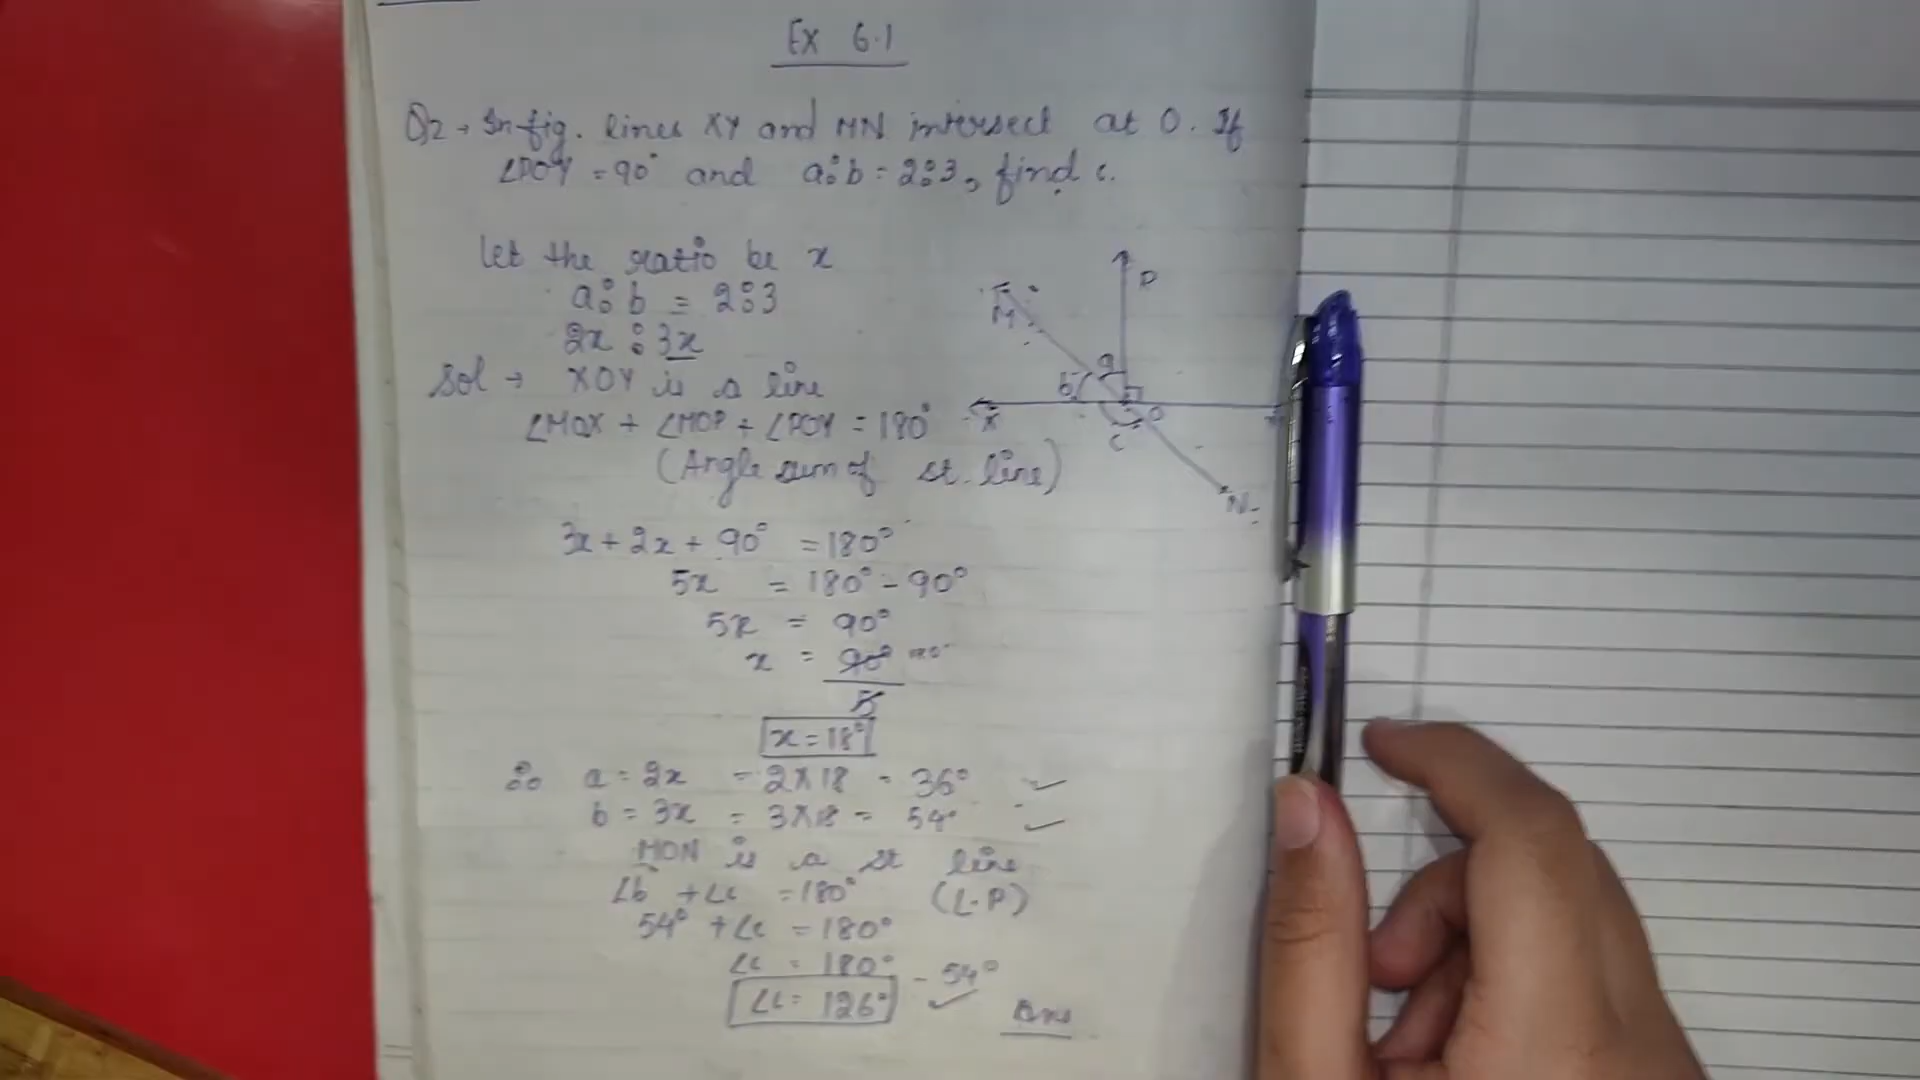 Ex 6.1
Q2 → In fig. lines XY and MN intersect at O. If
∠POY = 90° and a:b = 2:3, find c.
let the ratio be x
a:b = 2:3
2x : 3x
Sol → XOY is a line
∠MOX + ∠MOP + ∠POY = 180°
(Angle sum of st. line)
P
M
a
b
X
O
c
N
3x + 2x + 90° = 180°
5x = 180° - 90°
5x = 90°
x = 90°
5
x = 18°
∴ a = 2x = 2×18 = 36°
b = 3x = 3×18 = 54°
MON is a st line
∠b + ∠c = 180° (L.P)
54° + ∠c = 180°
∠c = 180° - 54°
∠c = 126°
Ans